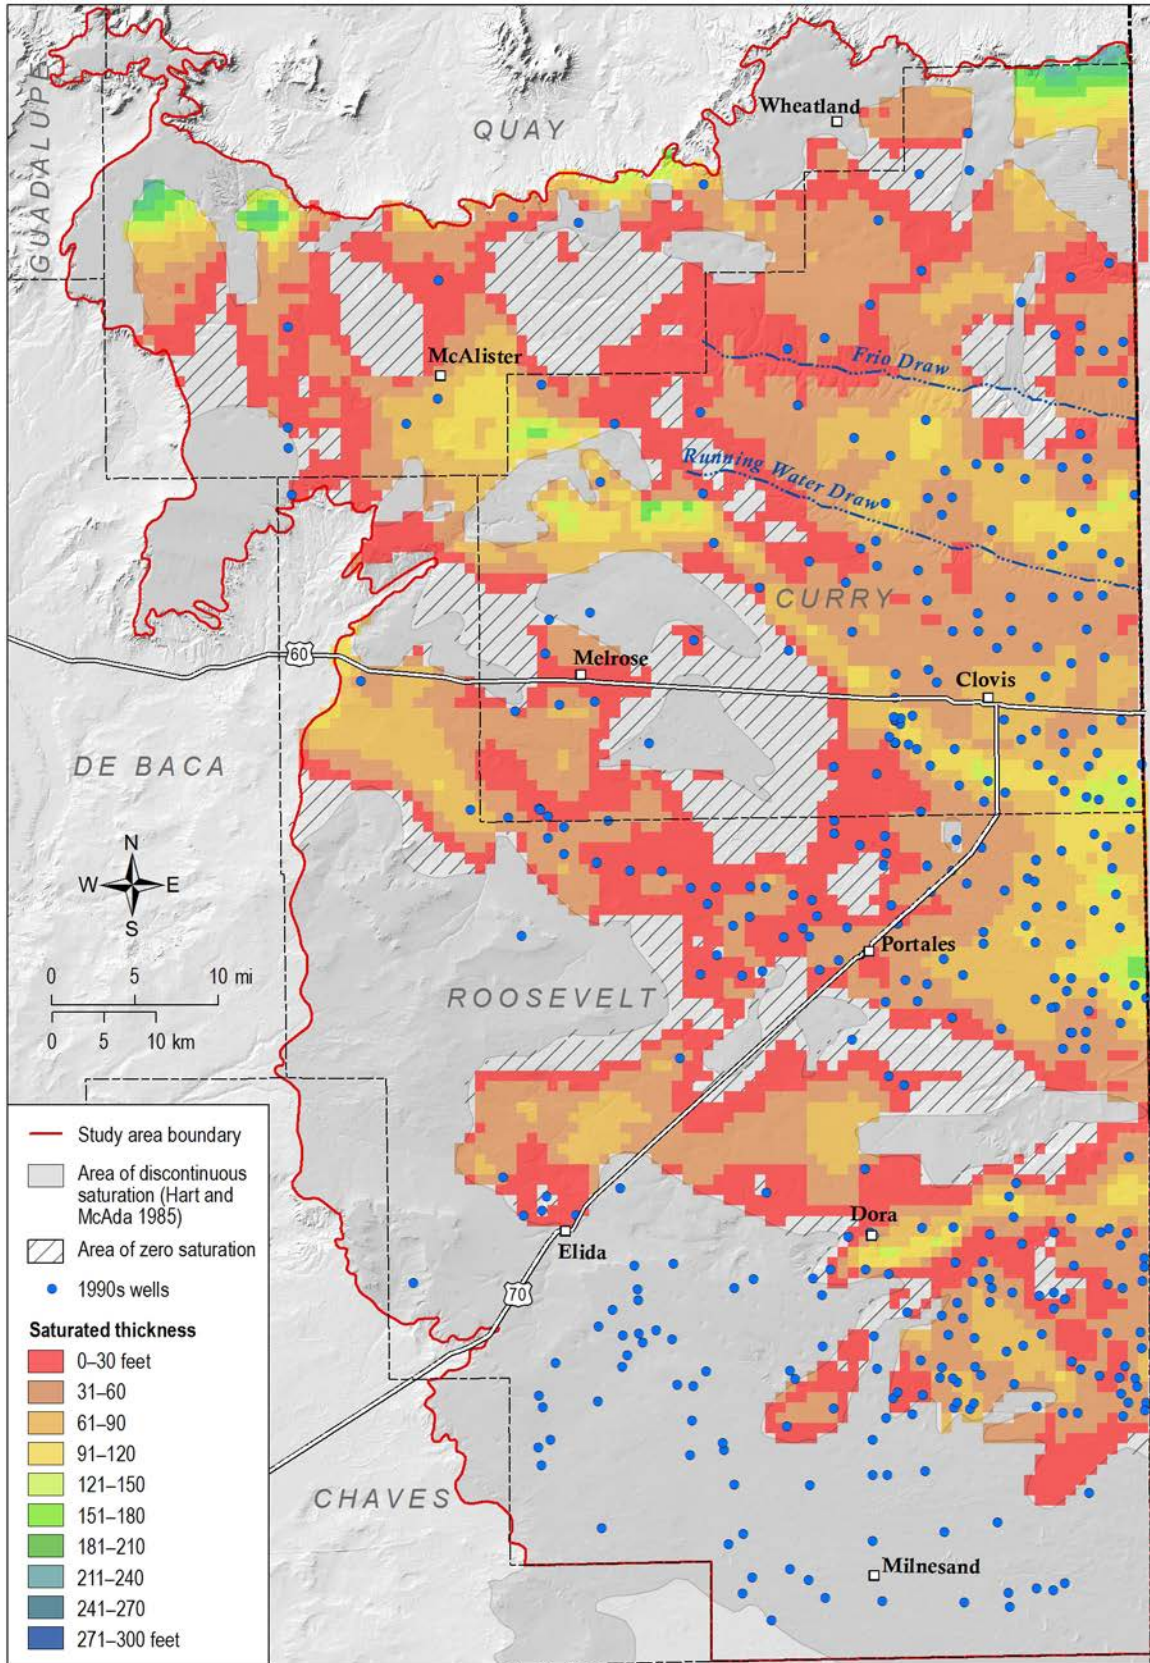 QUAY
Wheatland
GUADALUPE
McAlister
Frio Draw
Running Water Draw
CURRY
60
Melrose
Clovis
DE BACA
N
W E
S
0 5 10 mi
0 5 10 km
Portales
ROOSEVELT
Dora
Elida
70
CHAVES
Milnesand
Study area boundary
Area of discontinuous
saturation (Hart and
McAda 1985)
Area of zero saturation
1990s wells
Saturated thickness
0–30 feet
31–60
61–90
91–120
121–150
151–180
181–210
211–240
241–270
271–300 feet